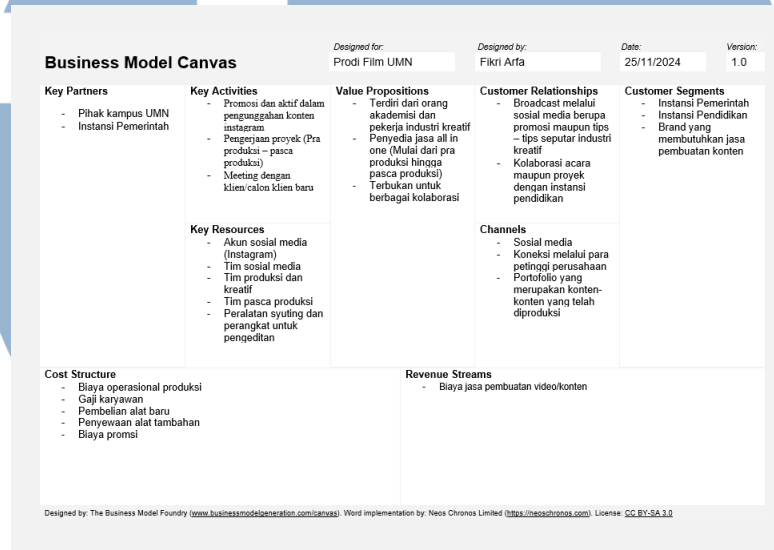 Designed for:
Designed by:
Date:
Version:
Business Model Canvas
Prodi Film UMN
Fikri Arfa
25/11/2024
1.0
Key Partners
- Pihak kampus UMN
- Instansi Pemerintah
Key Activities
- Promosi dan aktif dalam
pengunggahan konten
instagram
- Pengerjaan proyek (Pra
produksi – pasca
produksi)
- Meeting dengan
klien/calon klien baru
Key Resources
- Akun sosial media
(Instagram)
- Tim sosial media
- Tim produksi dan
kreatif
- Tim pasca produksi
- Peralatan syuting dan
perangkat untuk
pengeditan
Value Propositions
- Terdiri dari orang
akademisi dan
pekerja industri kreatif
- Penyedia jasa all in
one (Mulai dari pra
produksi hingga
pasca produksi)
- Terbukan untuk
berbagai kolaborasi
Customer Relationships
- Broadcast melalui
sosial media berupa
promosi maupun tips
– tips seputar industri
kreatif
- Kolaborasi acara
maupun proyek
dengan instansi
pendidikan
Channels
- Sosial media
- Koneksi melalui para
petinggi perusahaan
- Portofolio yang
merupakan konten-
konten yang telah
diproduksi
Customer Segments
- Instansi Pemerintah
- Instansi Pendidikan
- Brand yang
membutuhkan jasa
pembuatan konten
Cost Structure
- Biaya operasional produksi
- Gaji karyawan
- Pembelian alat baru
- Penyewaan alat tambahan
- Biaya promsi
Revenue Streams
- Biaya jasa pembuatan video/konten
Designed by: The Business Model Foundry (www.businessmodelgeneration.com/canvas). Word implementation by: Neos Chronos Limited (https://neoschronos.com). License: CC BY-SA 3.0